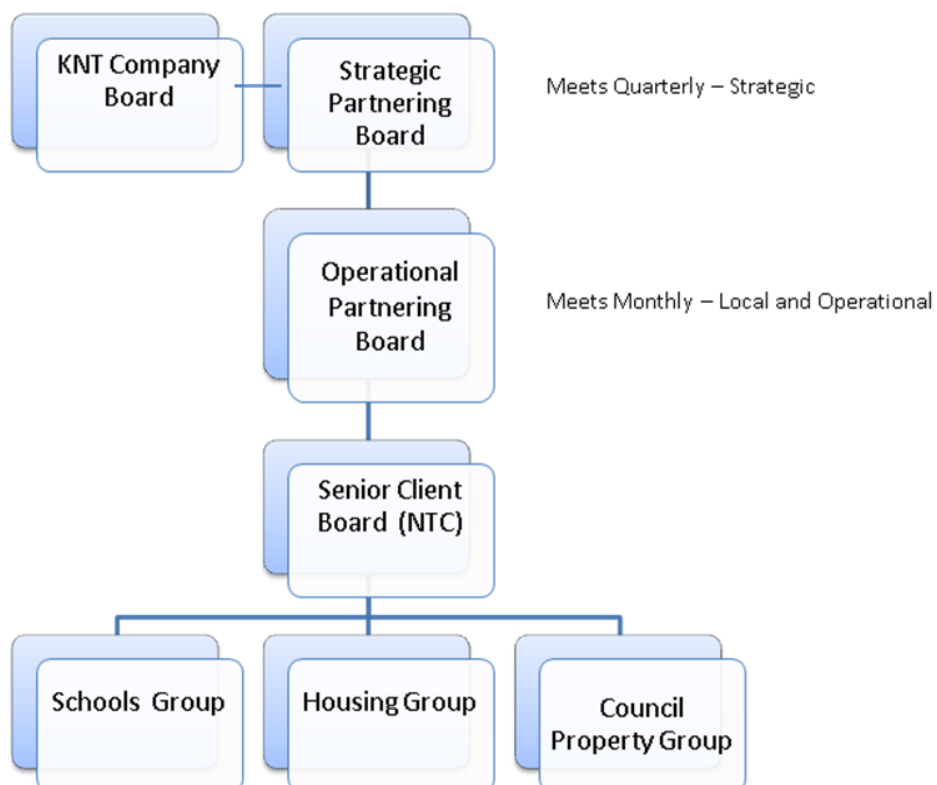 KNT Company
Board
Strategic
Partnering
Board
Meets Quarterly – Strategic
Operational
Partnering
Board
Meets Monthly – Local and Operational
Senior Client
Board (NTC)
Schools Group
Housing Group
Council
Property Group